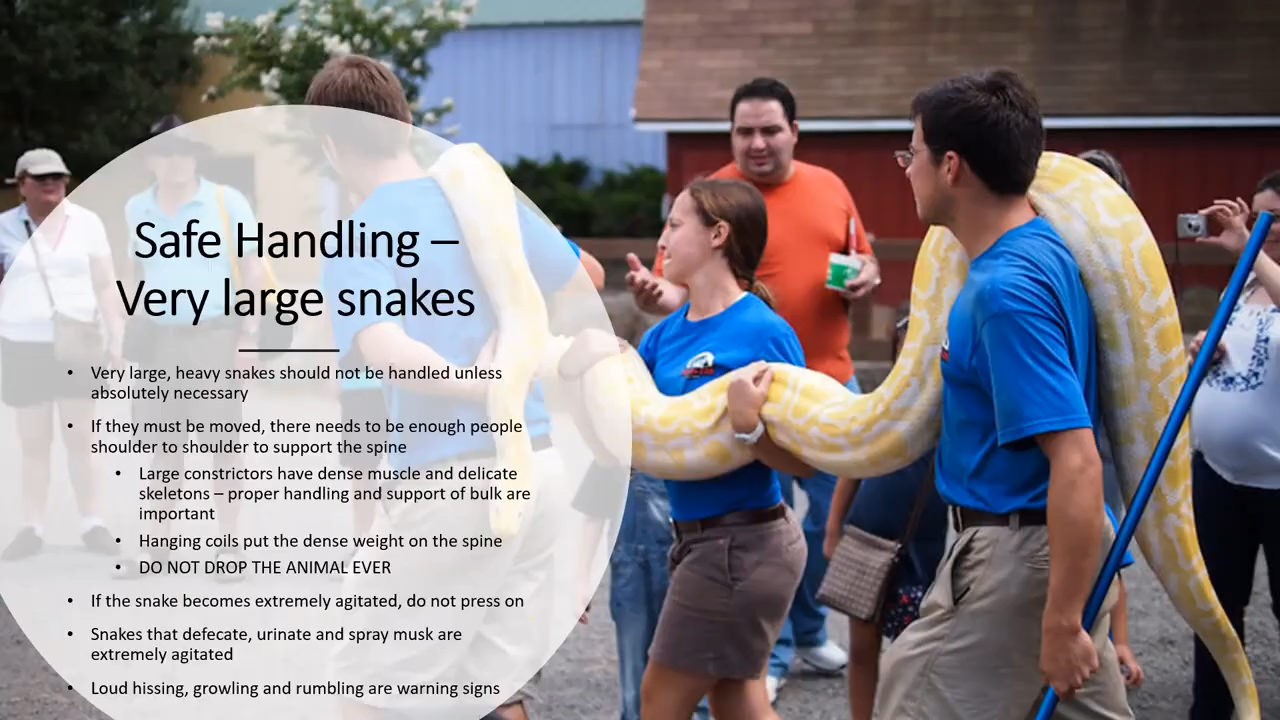 Safe Handling –
Very large snakes
• Very large, heavy snakes should not be handled unless
absolutely necessary
• If they must be moved, there needs to be enough people
shoulder to shoulder to support the spine
• Large constrictors have dense muscle and delicate
skeletons – proper handling and support of bulk are
important
• Hanging coils put the dense weight on the spine
• DO NOT DROP THE ANIMAL EVER
• If the snake becomes extremely agitated, do not press on
• Snakes that defecate, urinate and spray musk are
extremely agitated
• Loud hissing, growling and rumbling are warning signs